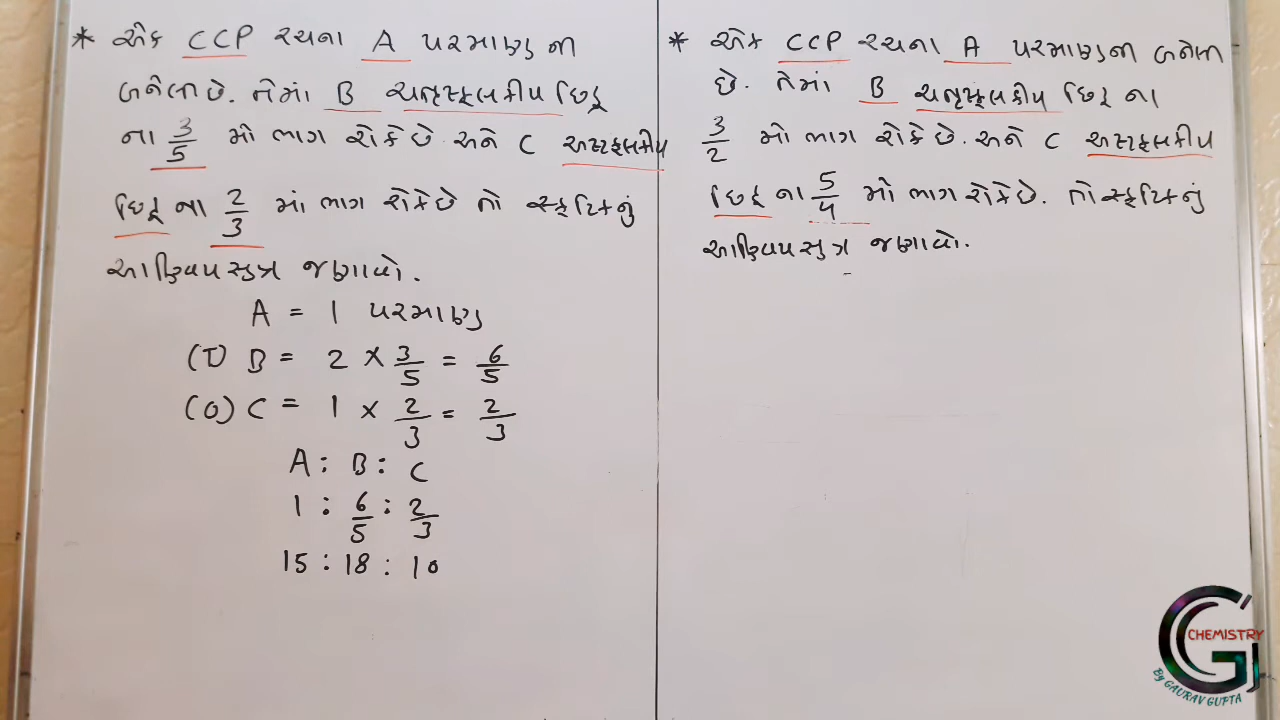 * એક CCP રચના A પરમાણુ ની
બનેલી છે. તેમાં B ચતુષ્ફલકીય છિદ્ર
ના 3/5 માં ભાગ રોકે છે અને C અષ્ટફલકીય
છિદ્ર ના 2/3 માં ભાગ રોકે છે તો સ્ફટિકનું
આણ્વિયસુત્ર જણાવો.
A = 1 પરમાણુ
(T) B = 2 × 3/5 = 6/5
(O) C = 1 × 2/3 = 2/3
A : B : C
1 : 6/5 : 2/3
15 : 18 : 10
* એક CCP રચના A પરમાણુની બનેલી
છે. તેમાં B ચતુષ્ફલકીય છિદ્ર ના
3/2 માં ભાગ રોકે છે. અને C અષ્ટફલકીય
છિદ્ર ના 5/4 માં ભાગ રોકે છે. તો સ્ફટિકનું
આણ્વિયસુત્ર જણાવો.
G CHEMISTRY
By GAURAV GUPTA